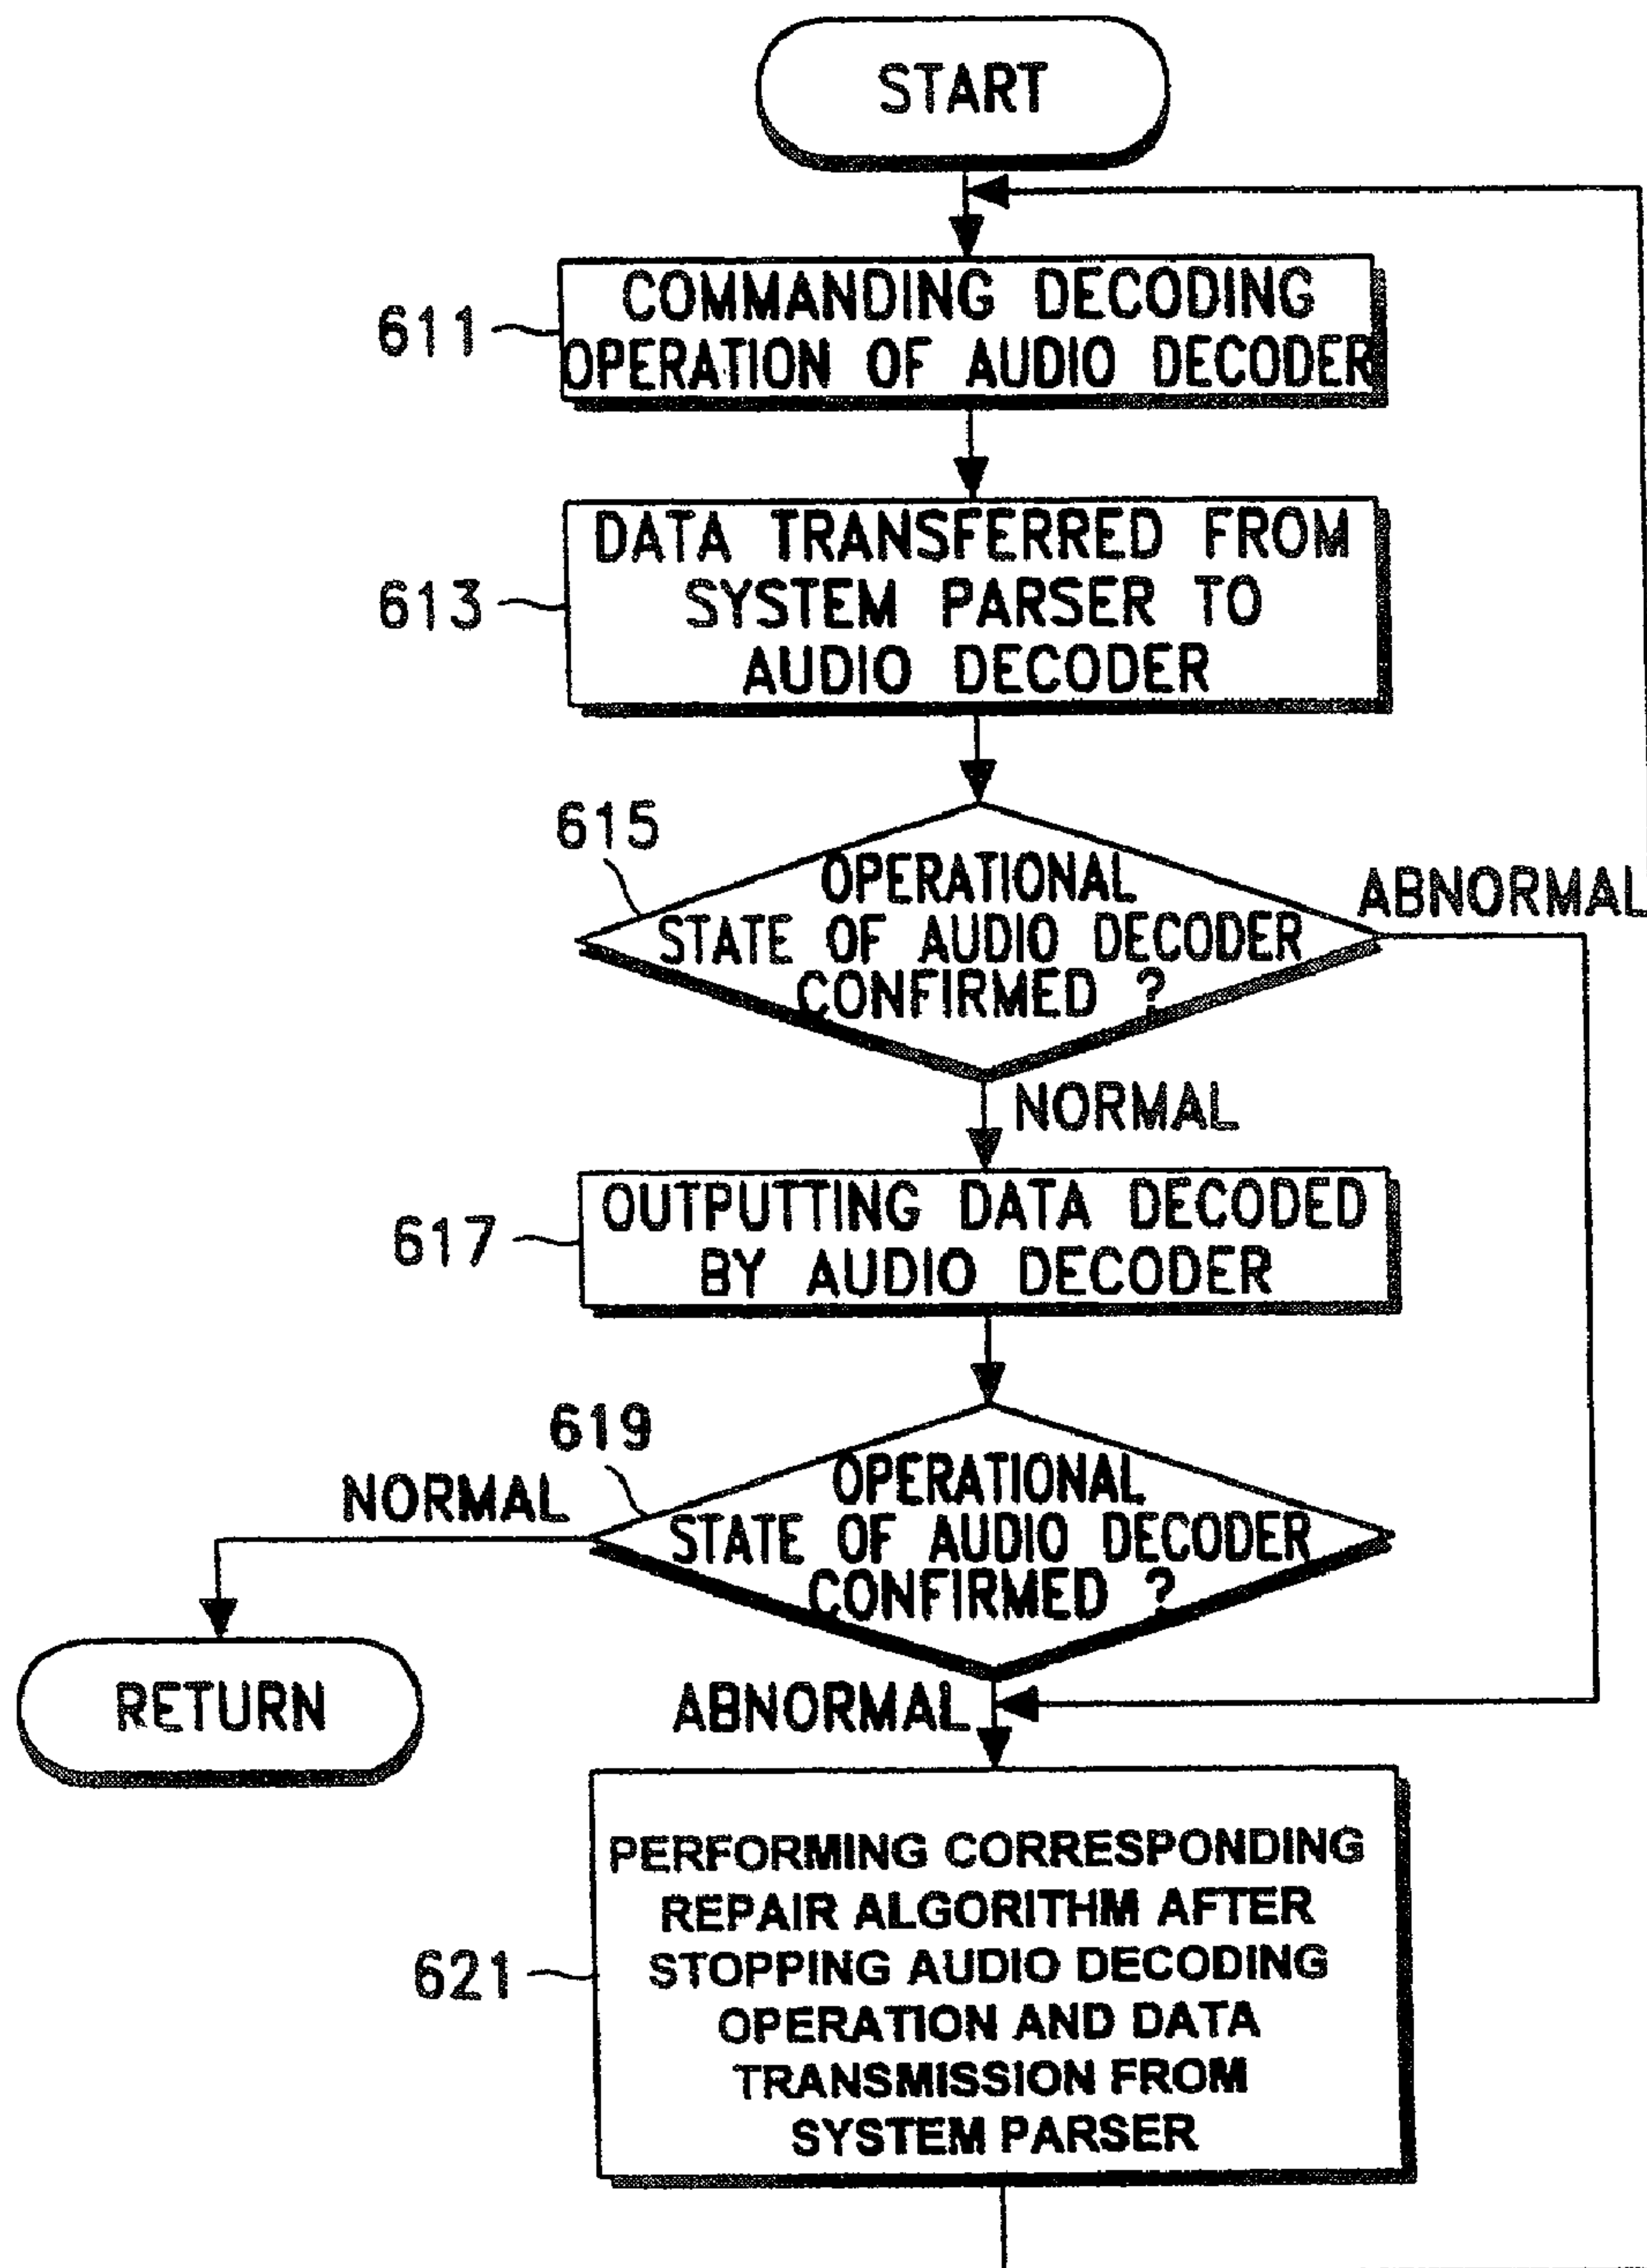 START
COMMANDING DECODING
OPERATION OF AUDIO DECODER
611
DATA TRANSFERRED FROM
SYSTEM PARSER TO
AUDIO DECODER
613
615
OPERATIONAL
STATE OF AUDIO DECODER
CONFIRMED ?
ABNORMAL
NORMAL
OUTPUTTING DATA DECODED
BY AUDIO DECODER
617
619
OPERATIONAL
STATE OF AUDIO DECODER
CONFIRMED ?
NORMAL
RETURN
ABNORMAL
PERFORMING CORRESPONDING
REPAIR ALGORITHM AFTER
STOPPING AUDIO DECODING
OPERATION AND DATA
TRANSMISSION FROM
SYSTEM PARSER
621